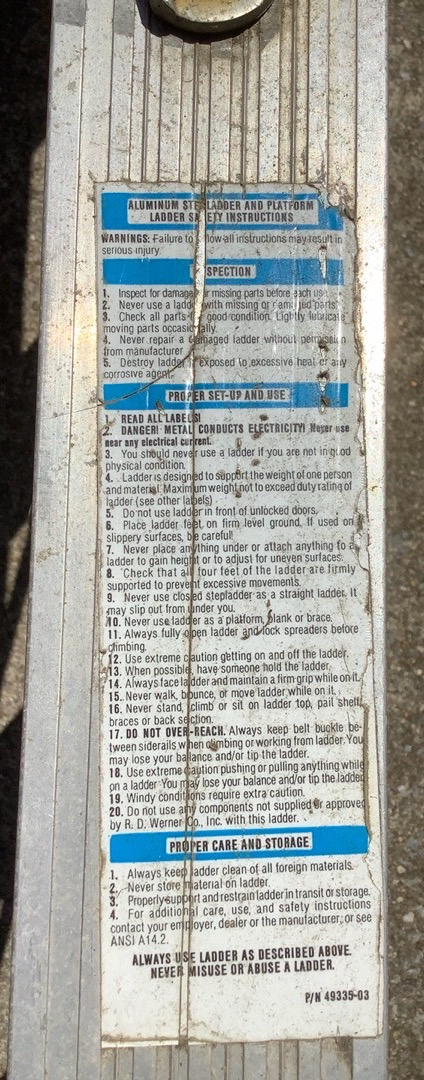 ALUMINUM STEPLADDER AND PLATFORM
LADDER SAFETY INSTRUCTIONS
WARNINGS: Failure to follow all instructions may result in
serious injury.
INSPECTION
1. Inspect for damage or missing parts before each use.
2. Never use a ladder with missing or damaged parts.
3. Check all parts for good condition. Lightly lubricate
moving parts occasionally.
4. Never repair a damaged ladder without permission
from manufacturer.
5. Destroy ladder if exposed to excessive heat or any
corrosive agent.
PROPER SET-UP AND USE
1. READ ALL LABELS!
2. DANGER! METAL CONDUCTS ELECTRICITY! Never use
near any electrical current.
3. You should never use a ladder if you are not in good
physical condition.
4. Ladder is designed to support the weight of one person
and material. Maximum weight not to exceed duty rating of
ladder (see other labels).
5. Do not use ladder in front of unlocked doors.
6. Place ladder feet on firm level ground. If used on
slippery surfaces, be careful!
7. Never place anything under or attach anything to a
ladder to gain height or to adjust for uneven surfaces.
8. Check that all four feet of the ladder are firmly
supported to prevent excessive movements.
9. Never use closed stepladder as a straight ladder. It
may slip out from under you.
10. Never use ladder as a platform, plank or brace.
11. Always fully open ladder and lock spreaders before
climbing.
12. Use extreme caution getting on and off the ladder.
13. When possible, have someone hold the ladder.
14. Always face ladder and maintain a firm grip while on it.
15. Never walk, bounce, or move ladder while on it.
16. Never stand, climb or sit on ladder top, pail shelf,
braces or back section.
17. DO NOT OVER-REACH. Always keep belt buckle be-
tween siderails when climbing or working from ladder. You
may lose your balance and/or tip the ladder.
18. Use extreme caution pushing or pulling anything while
on a ladder. You may lose your balance and/or tip the ladder.
19. Windy conditions require extra caution.
20. Do not use any components not supplied or approved
by R. D. Werner Co., Inc. with this ladder.
PROPER CARE AND STORAGE
1. Always keep ladder clean of all foreign materials.
2. Never store material on ladder.
3. Properly support and restrain ladder in transit or storage.
4. For additional care, use, and safety instructions
contact your employer, dealer or the manufacturer, or see
ANSI A14.2.
ALWAYS USE LADDER AS DESCRIBED ABOVE.
NEVER MISUSE OR ABUSE A LADDER.
P/N 49335-03